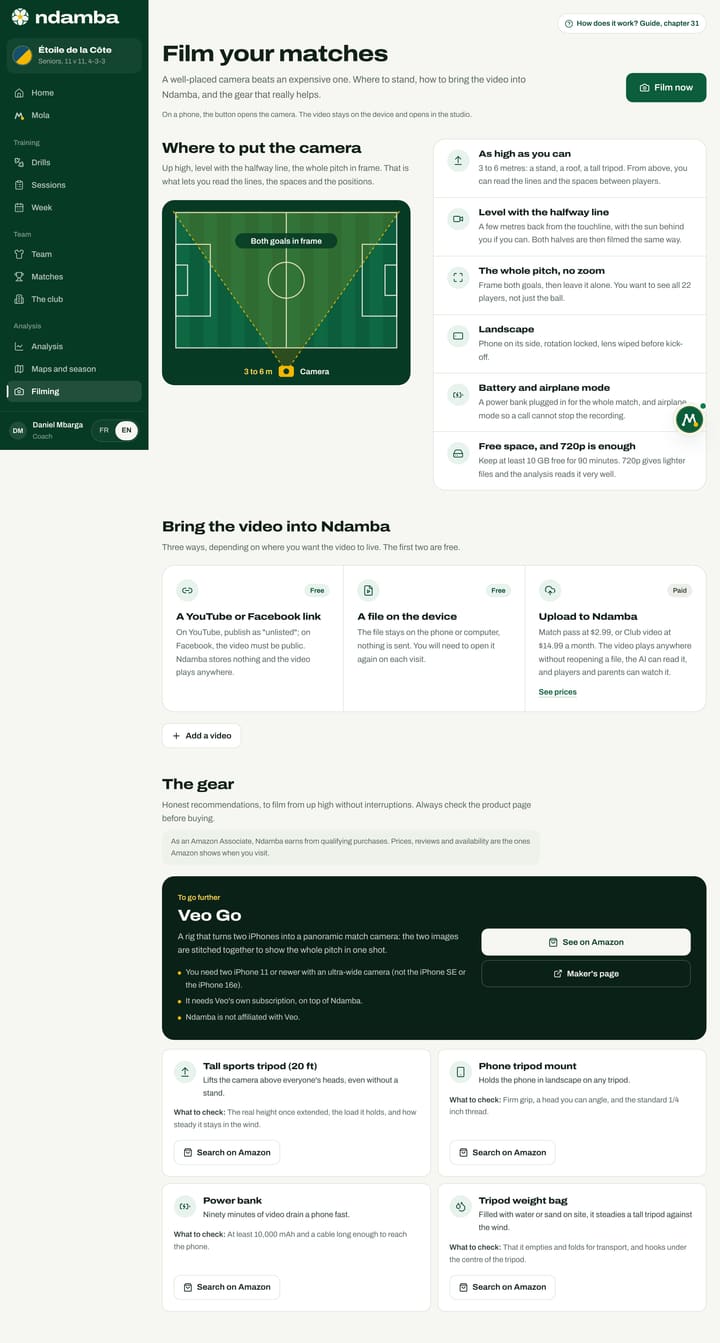 ndamba
Étoile de la Côte
Seniors, 11 v 11, 4-3-3
Home
Mola
Training
Drills
Sessions
Week
Team
Team
Matches
The club
Analysis
Analysis
Maps and season
Filming
DM
Daniel Mbarga
Coach
FR
EN
How does it work? Guide, chapter 31
Film your matches
A well-placed camera beats an expensive one. Where to stand, how to bring the video into
Ndamba, and the gear that really helps.
Film now
On a phone, the button opens the camera. The video stays on the device and opens in the studio.
Where to put the camera
Up high, level with the halfway line, the whole pitch in frame. That is
what lets you read the lines, the spaces and the positions.
Both goals in frame
3 to 6 m
Camera
As high as you can
3 to 6 metres: a stand, a roof, a tall tripod. From above, you
can read the lines and the spaces between players.
Level with the halfway line
A few metres back from the touchline, with the sun behind
you if you can. Both halves are then filmed the same way.
The whole pitch, no zoom
Frame both goals, then leave it alone. You want to see all 22
players, not just the ball.
Landscape
Phone on its side, rotation locked, lens wiped before kick-
off.
Battery and airplane mode
A power bank plugged in for the whole match, and airplane
mode so a call cannot stop the recording.
Free space, and 720p is enough
Keep at least 10 GB free for 90 minutes. 720p gives lighter
files and the analysis reads it very well.
Bring the video into Ndamba
Three ways, depending on where you want the video to live. The first two are free.
Free
A YouTube or Facebook link
On YouTube, publish as "unlisted"; on
Facebook, the video must be public.
Ndamba stores nothing and the video
plays anywhere.
Free
A file on the device
The file stays on the phone or computer,
nothing is sent. You will need to open it
again on each visit.
Paid
Upload to Ndamba
Match pass at $2.99, or Club video at
$14.99 a month. The video plays anywhere
without reopening a file, the AI can read it,
and players and parents can watch it.
See prices
Add a video
The gear
Honest recommendations, to film from up high without interruptions. Always check the product page
before buying.
As an Amazon Associate, Ndamba earns from qualifying purchases. Prices, reviews and availability are the ones
Amazon shows when you visit.
To go further
Veo Go
A rig that turns two iPhones into a panoramic match camera: the two images
are stitched together to show the whole pitch in one shot.
You need two iPhone 11 or newer with an ultra-wide camera (not the iPhone SE or
the iPhone 16e).
It needs Veo's own subscription, on top of Ndamba.
Ndamba is not affiliated with Veo.
See on Amazon
Maker's page
Tall sports tripod (20 ft)
Lifts the camera above everyone's heads, even without a
stand.
What to check: The real height once extended, the load it holds, and how
steady it stays in the wind.
Search on Amazon
Phone tripod mount
Holds the phone in landscape on any tripod.
What to check: Firm grip, a head you can angle, and the standard 1/4
inch thread.
Search on Amazon
Power bank
Ninety minutes of video drain a phone fast.
What to check: At least 10,000 mAh and a cable long enough to reach
the phone.
Search on Amazon
Tripod weight bag
Filled with water or sand on site, it steadies a tall tripod against
the wind.
What to check: That it empties and folds for transport, and hooks under
the centre of the tripod.
Search on Amazon